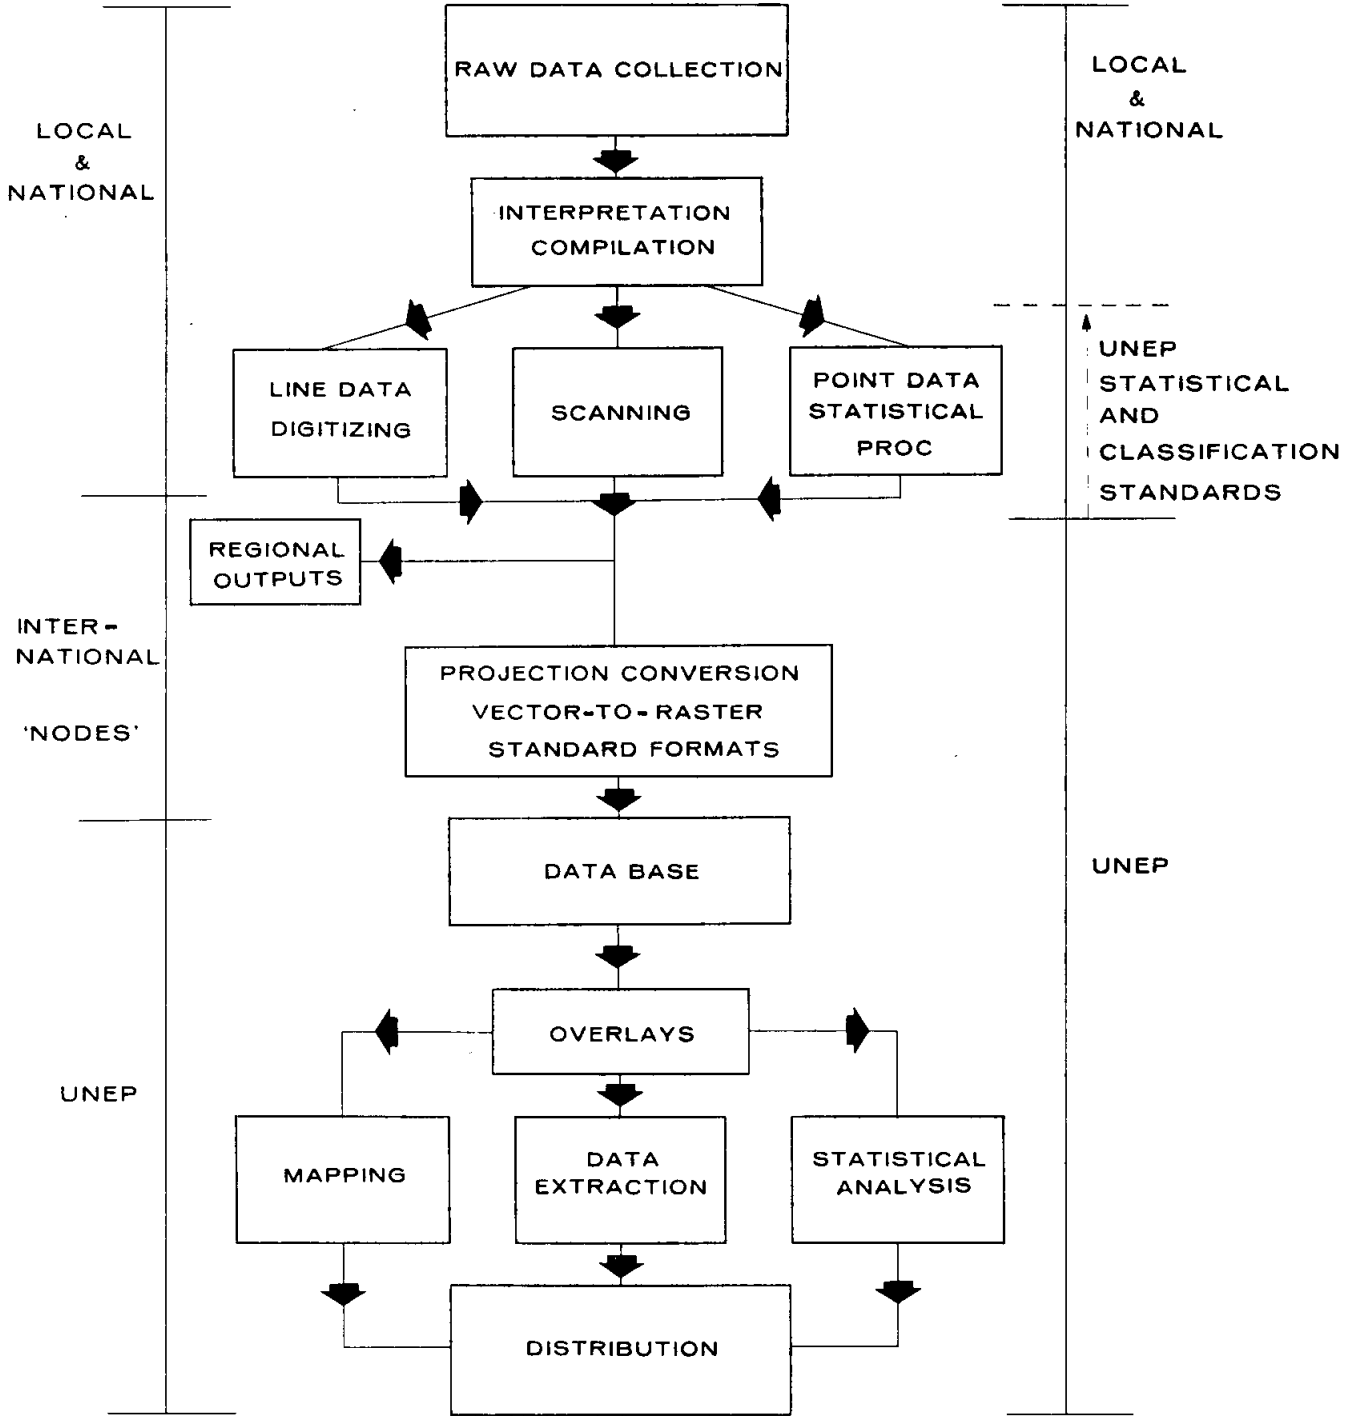 RAW DATA COLLECTION
LOCAL
&
NATIONAL
LOCAL
&
NATIONAL
INTERPRETATION
COMPILATION
LINE DATA
DIGITIZING
SCANNING
POINT DATA
STATISTICAL
PROC
UNEP
STATISTICAL
AND
CLASSIFICATION
STANDARDS
REGIONAL
OUTPUTS
INTER-
NATIONAL
'NODES'
PROJECTION CONVERSION
VECTOR-TO-RASTER
STANDARD FORMATS
DATA BASE
UNEP
OVERLAYS
UNEP
MAPPING
DATA
EXTRACTION
STATISTICAL
ANALYSIS
DISTRIBUTION